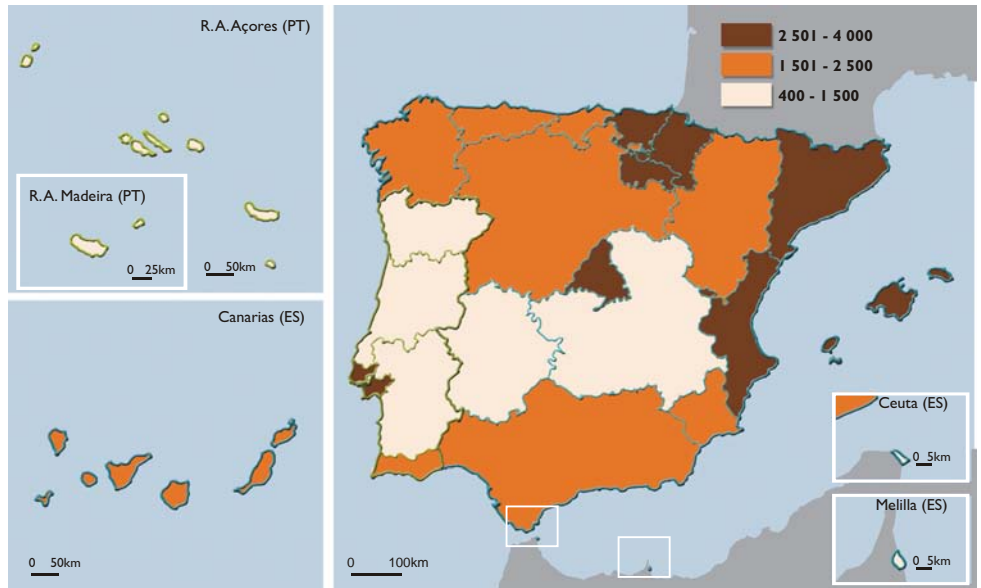 R.A.Açores (PT)
R.A. Madeira (PT)
0 25km
0 50km
Canarias (ES)
0 50km
2 501 - 4 000
1 501 - 2 500
400 - 1 500
0 100km
Ceuta (ES)
0 5km
Melilla (ES)
0 5km